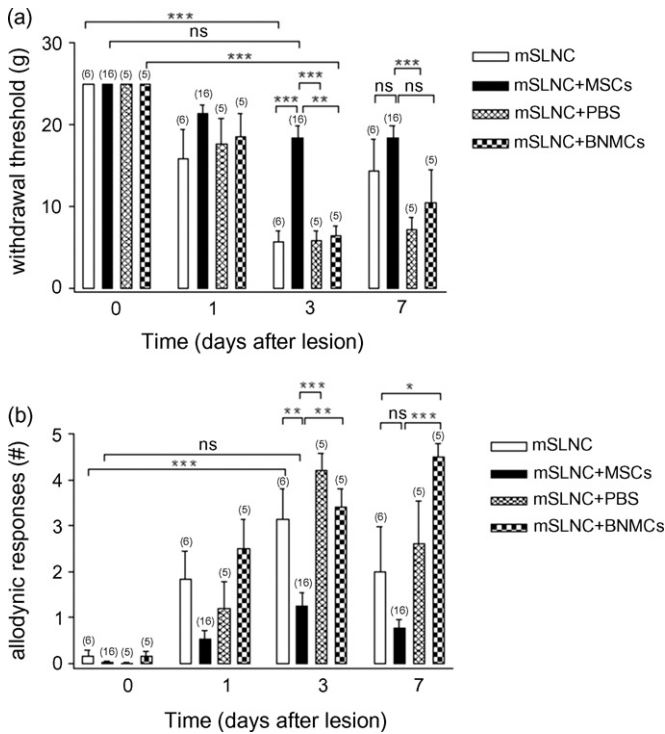 (a)
***
ns
***
30
(6) (16) (5) (5)
***
*** **
ns *** ns
mSLNC
mSLNC+MSCs
mSLNC+PBS
mSLNC+BNMCs
withdrawal threshold (g)
20
10
0
(6) (16) (5) (5)
(6) (16) (5) (5)
(6) (16) (5) (5)
0 1 3 7
Time (days after lesion)
(b)
***
** **
*
ns ***
ns
***
mSLNC
mSLNC+MSCs
mSLNC+PBS
mSLNC+BNMCs
allodynic responses (#)
5
4
3
2
1
0
(6) (16) (5) (5)
(6) (16) (5) (5)
(6) (16) (5) (5)
(6) (16) (5) (5)
0 1 3 7
Time (days after lesion)